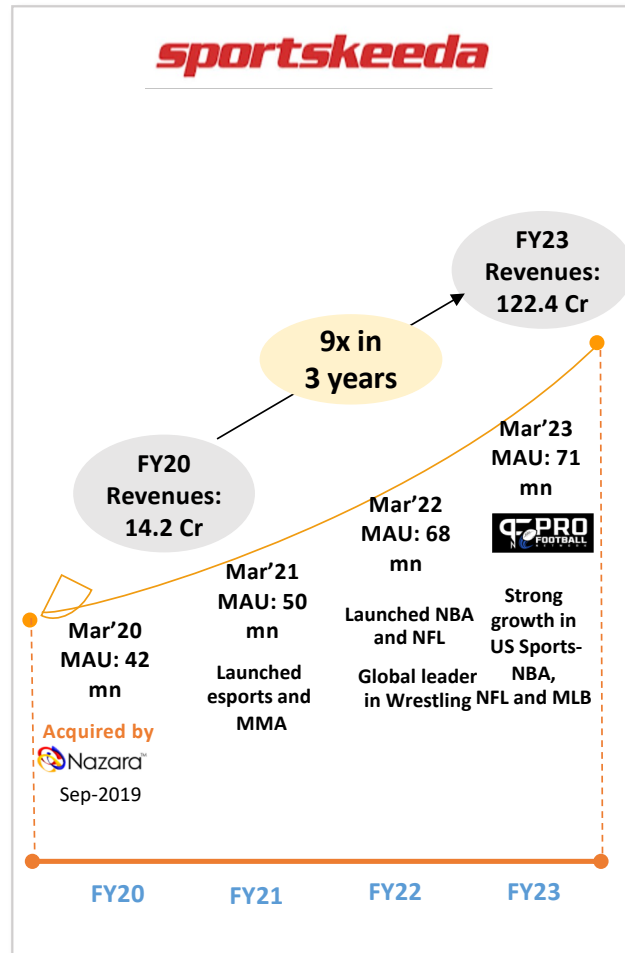 sportskeeda
FY23
Revenues:
122.4 Cr
9x in
3 years
FY20
Revenues:
14.2 Cr
Mar’20
MAU: 42
mn
Acquired by
Nazara™
Sep-2019
Mar’21
MAU: 50
mn
Launched
esports and
MMA
Mar’22
MAU: 68
mn
Launched NBA
and NFL
Global leader
in Wrestling
Mar’23
MAU: 71
mn
PRO
FOOTBALL
NETWORK
Strong
growth in
US Sports-
NBA,
NFL and MLB
FY20
FY21
FY22
FY23